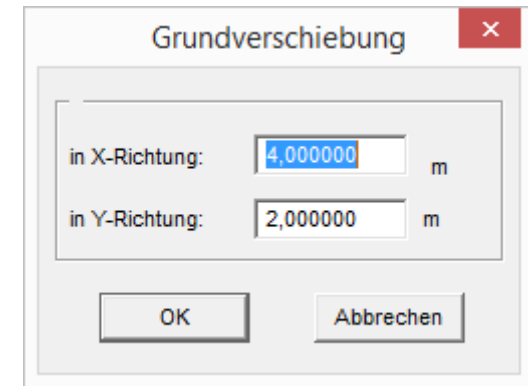 Grundverschiebung
in X-Richtung: 4,000000 m
in Y-Richtung: 2,000000 m
OK Abbrechen